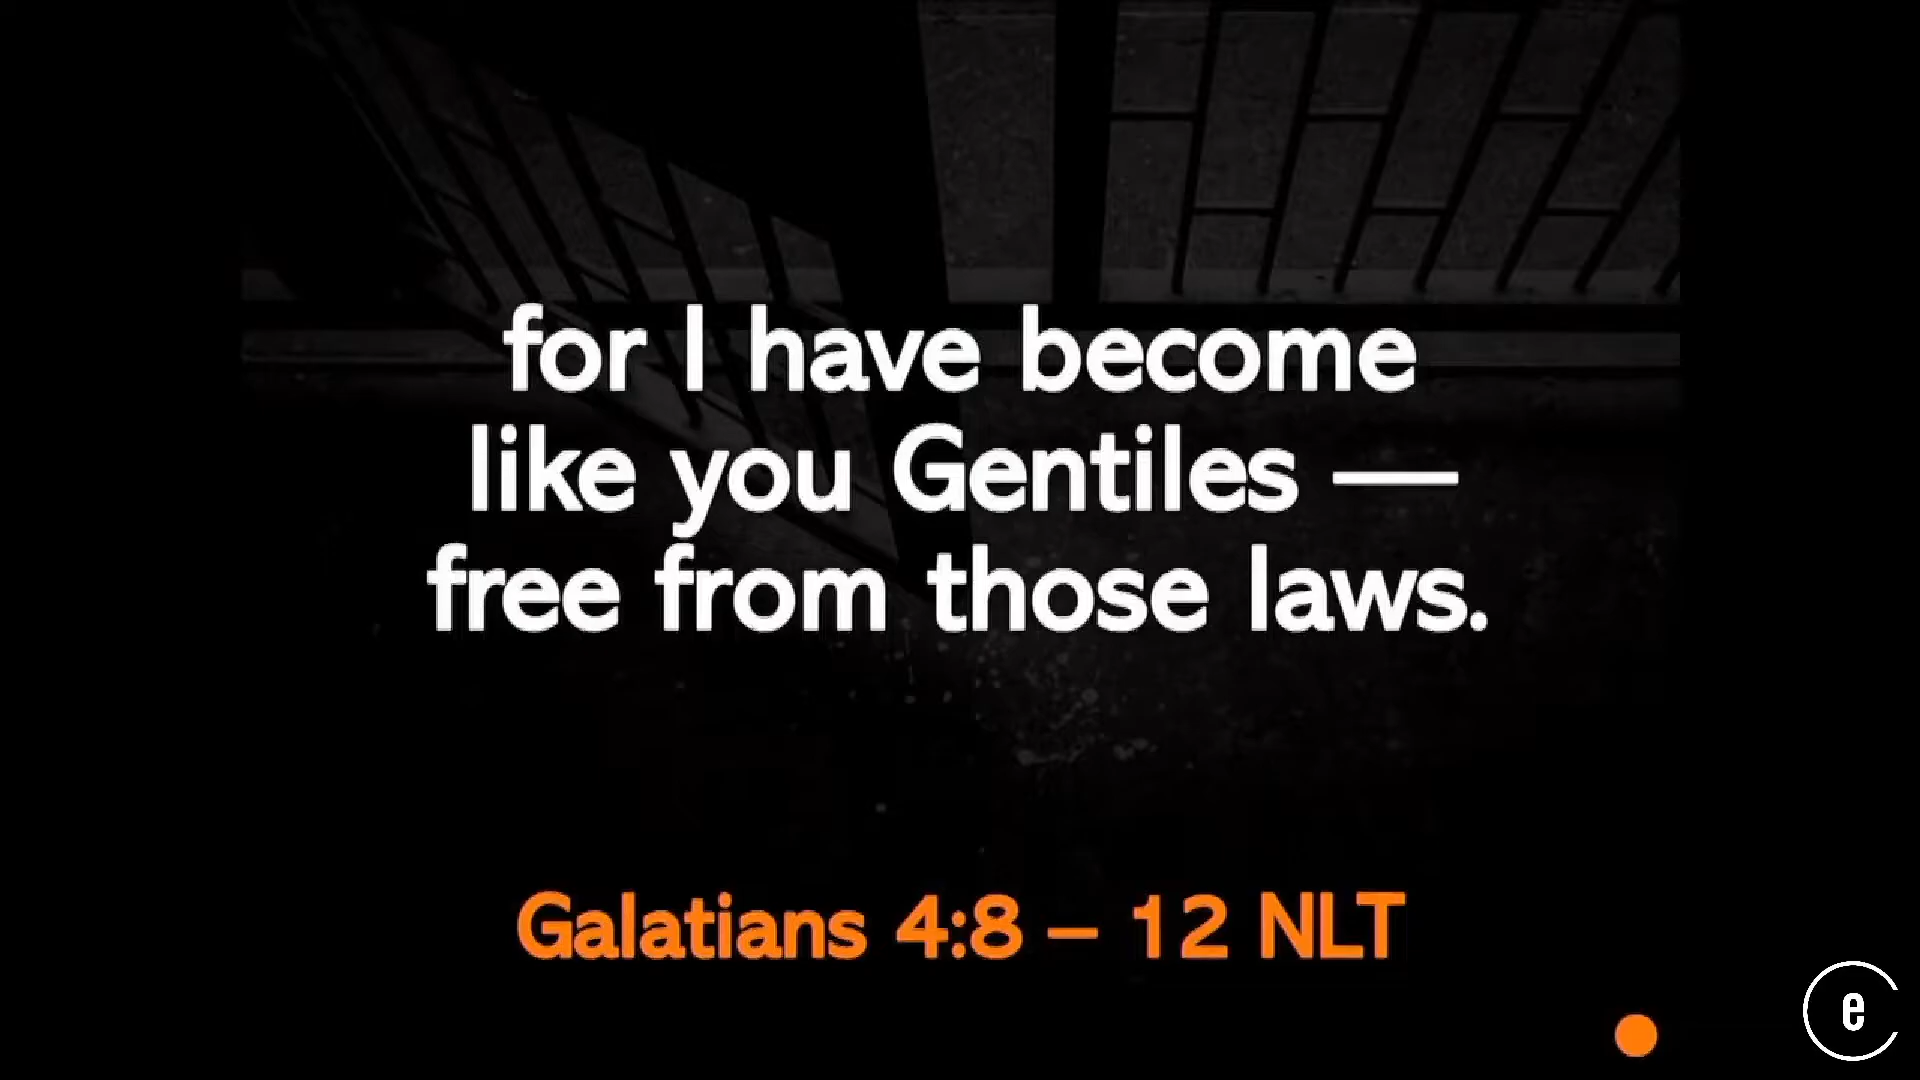 for I have become
like you Gentiles —
free from those laws.
Galatians 4:8 – 12 NLT
e